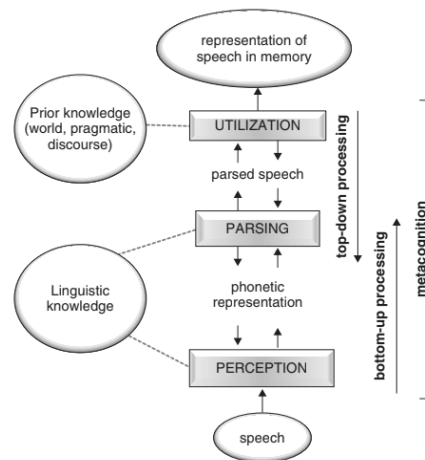 representation of
speech in memory
Prior knowledge
(world, pragmatic,
discourse)
UTILIZATION
parsed speech
PARSING
Linguistic
knowledge
phonetic
representation
PERCEPTION
speech
top-down processing
bottom-up processing
metacognition